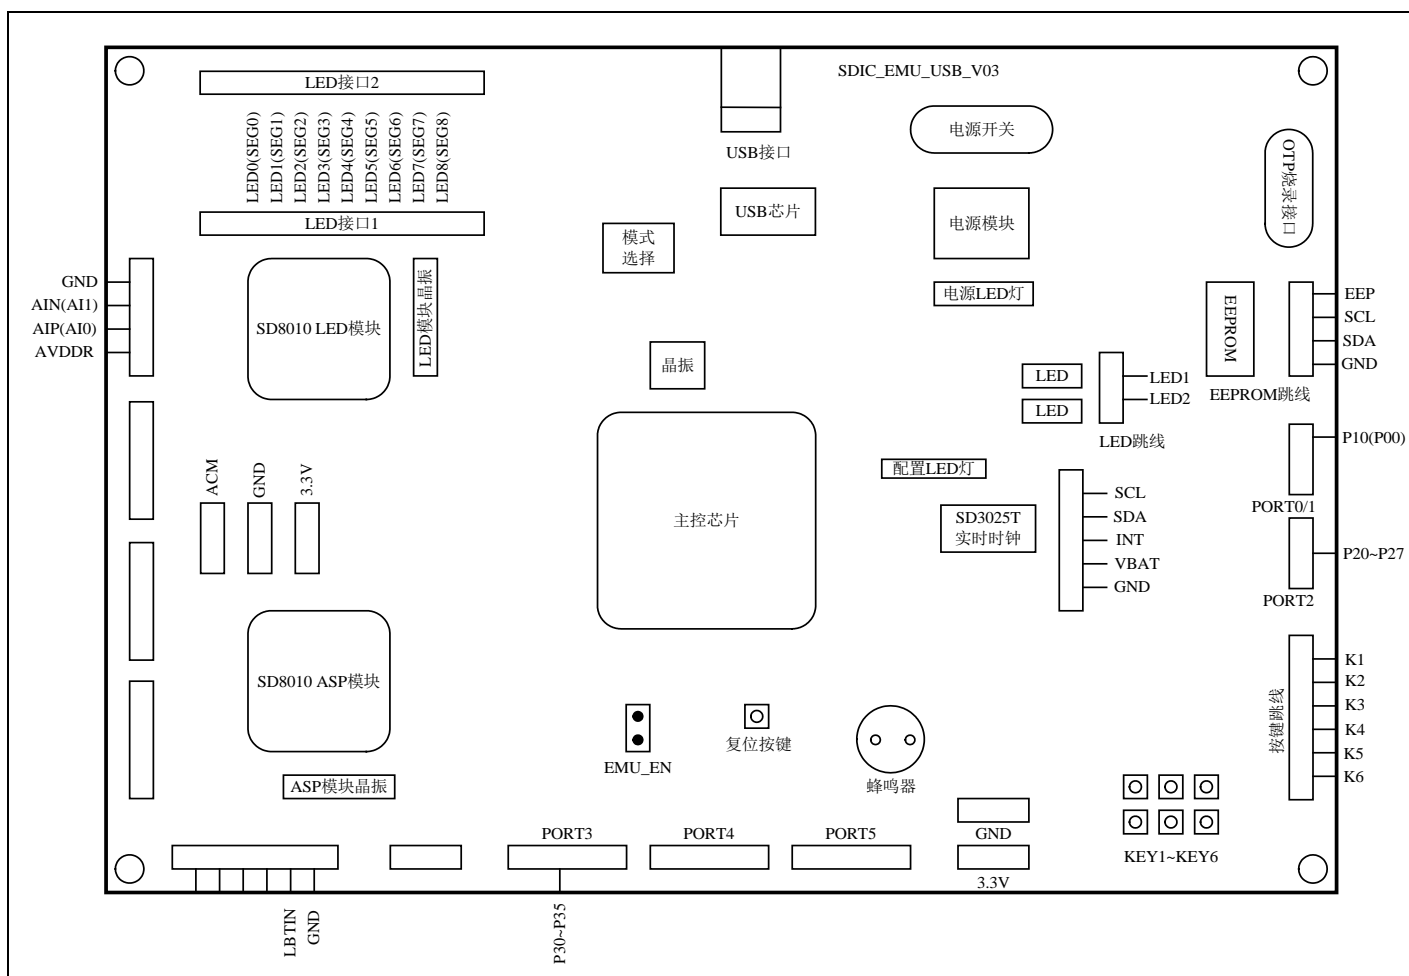 SDIC_EMU_USB_V03
LED接口2
LED0(SEG0)
LED1(SEG1)
LED2(SEG2)
LED3(SEG3)
LED4(SEG4)
LED5(SEG5)
LED6(SEG6)
LED7(SEG7)
LED8(SEG8)
LED接口1
USB接口
电源开关
OTP烧录接口
USB芯片
电源模块
模式
选择
电源LED灯
GND
AIN(AI1)
AIP(AI0)
AVDDR
SD8010 LED模块
LED模块晶振
晶振
LED
LED
LED1
LED2
LED跳线
EEPROM
EEP
SCL
SDA
GND
EEPROM跳线
P10(P00)
PORT0/1
配置LED灯
ACM
GND
3.3V
主控芯片
SD3025T
实时时钟
SCL
SDA
INT
VBAT
GND
P20~P27
PORT2
SD8010 ASP模块
ASP模块晶振
EMU_EN
复位按键
蜂鸣器
按键跳线
K1
K2
K3
K4
K5
K6
KEY1~KEY6
PORT3
PORT4
PORT5
GND
3.3V
LBTIN
GND
P30~P35